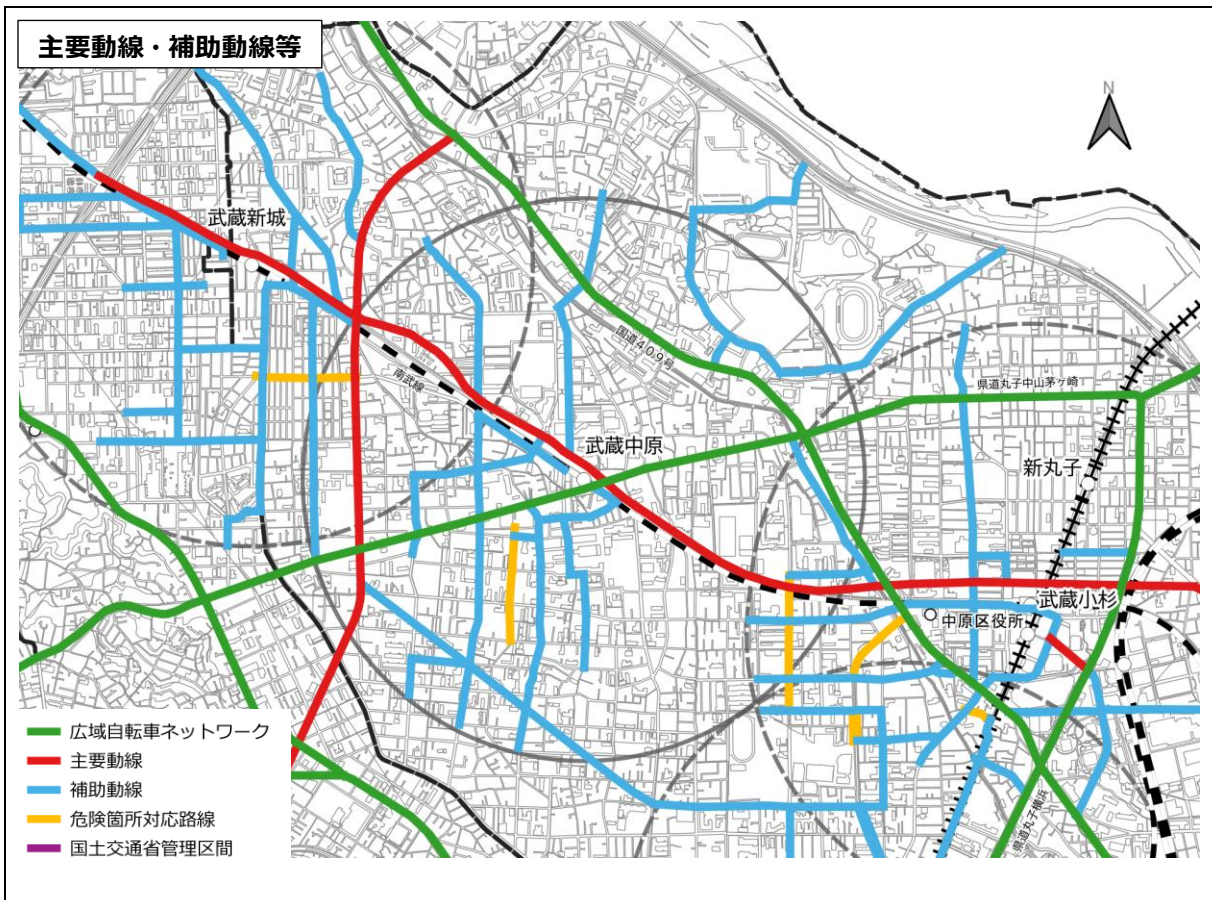 主要動線・補助動線等
N
武蔵新城
国道409号
南武線
県道丸子中山茅ヶ崎
武蔵中原
新丸子
武蔵小杉
中原区役所
県道丸子横浜
広域自転車ネットワーク
主要動線
補助動線
危険箇所対応路線
国土交通省管理区間